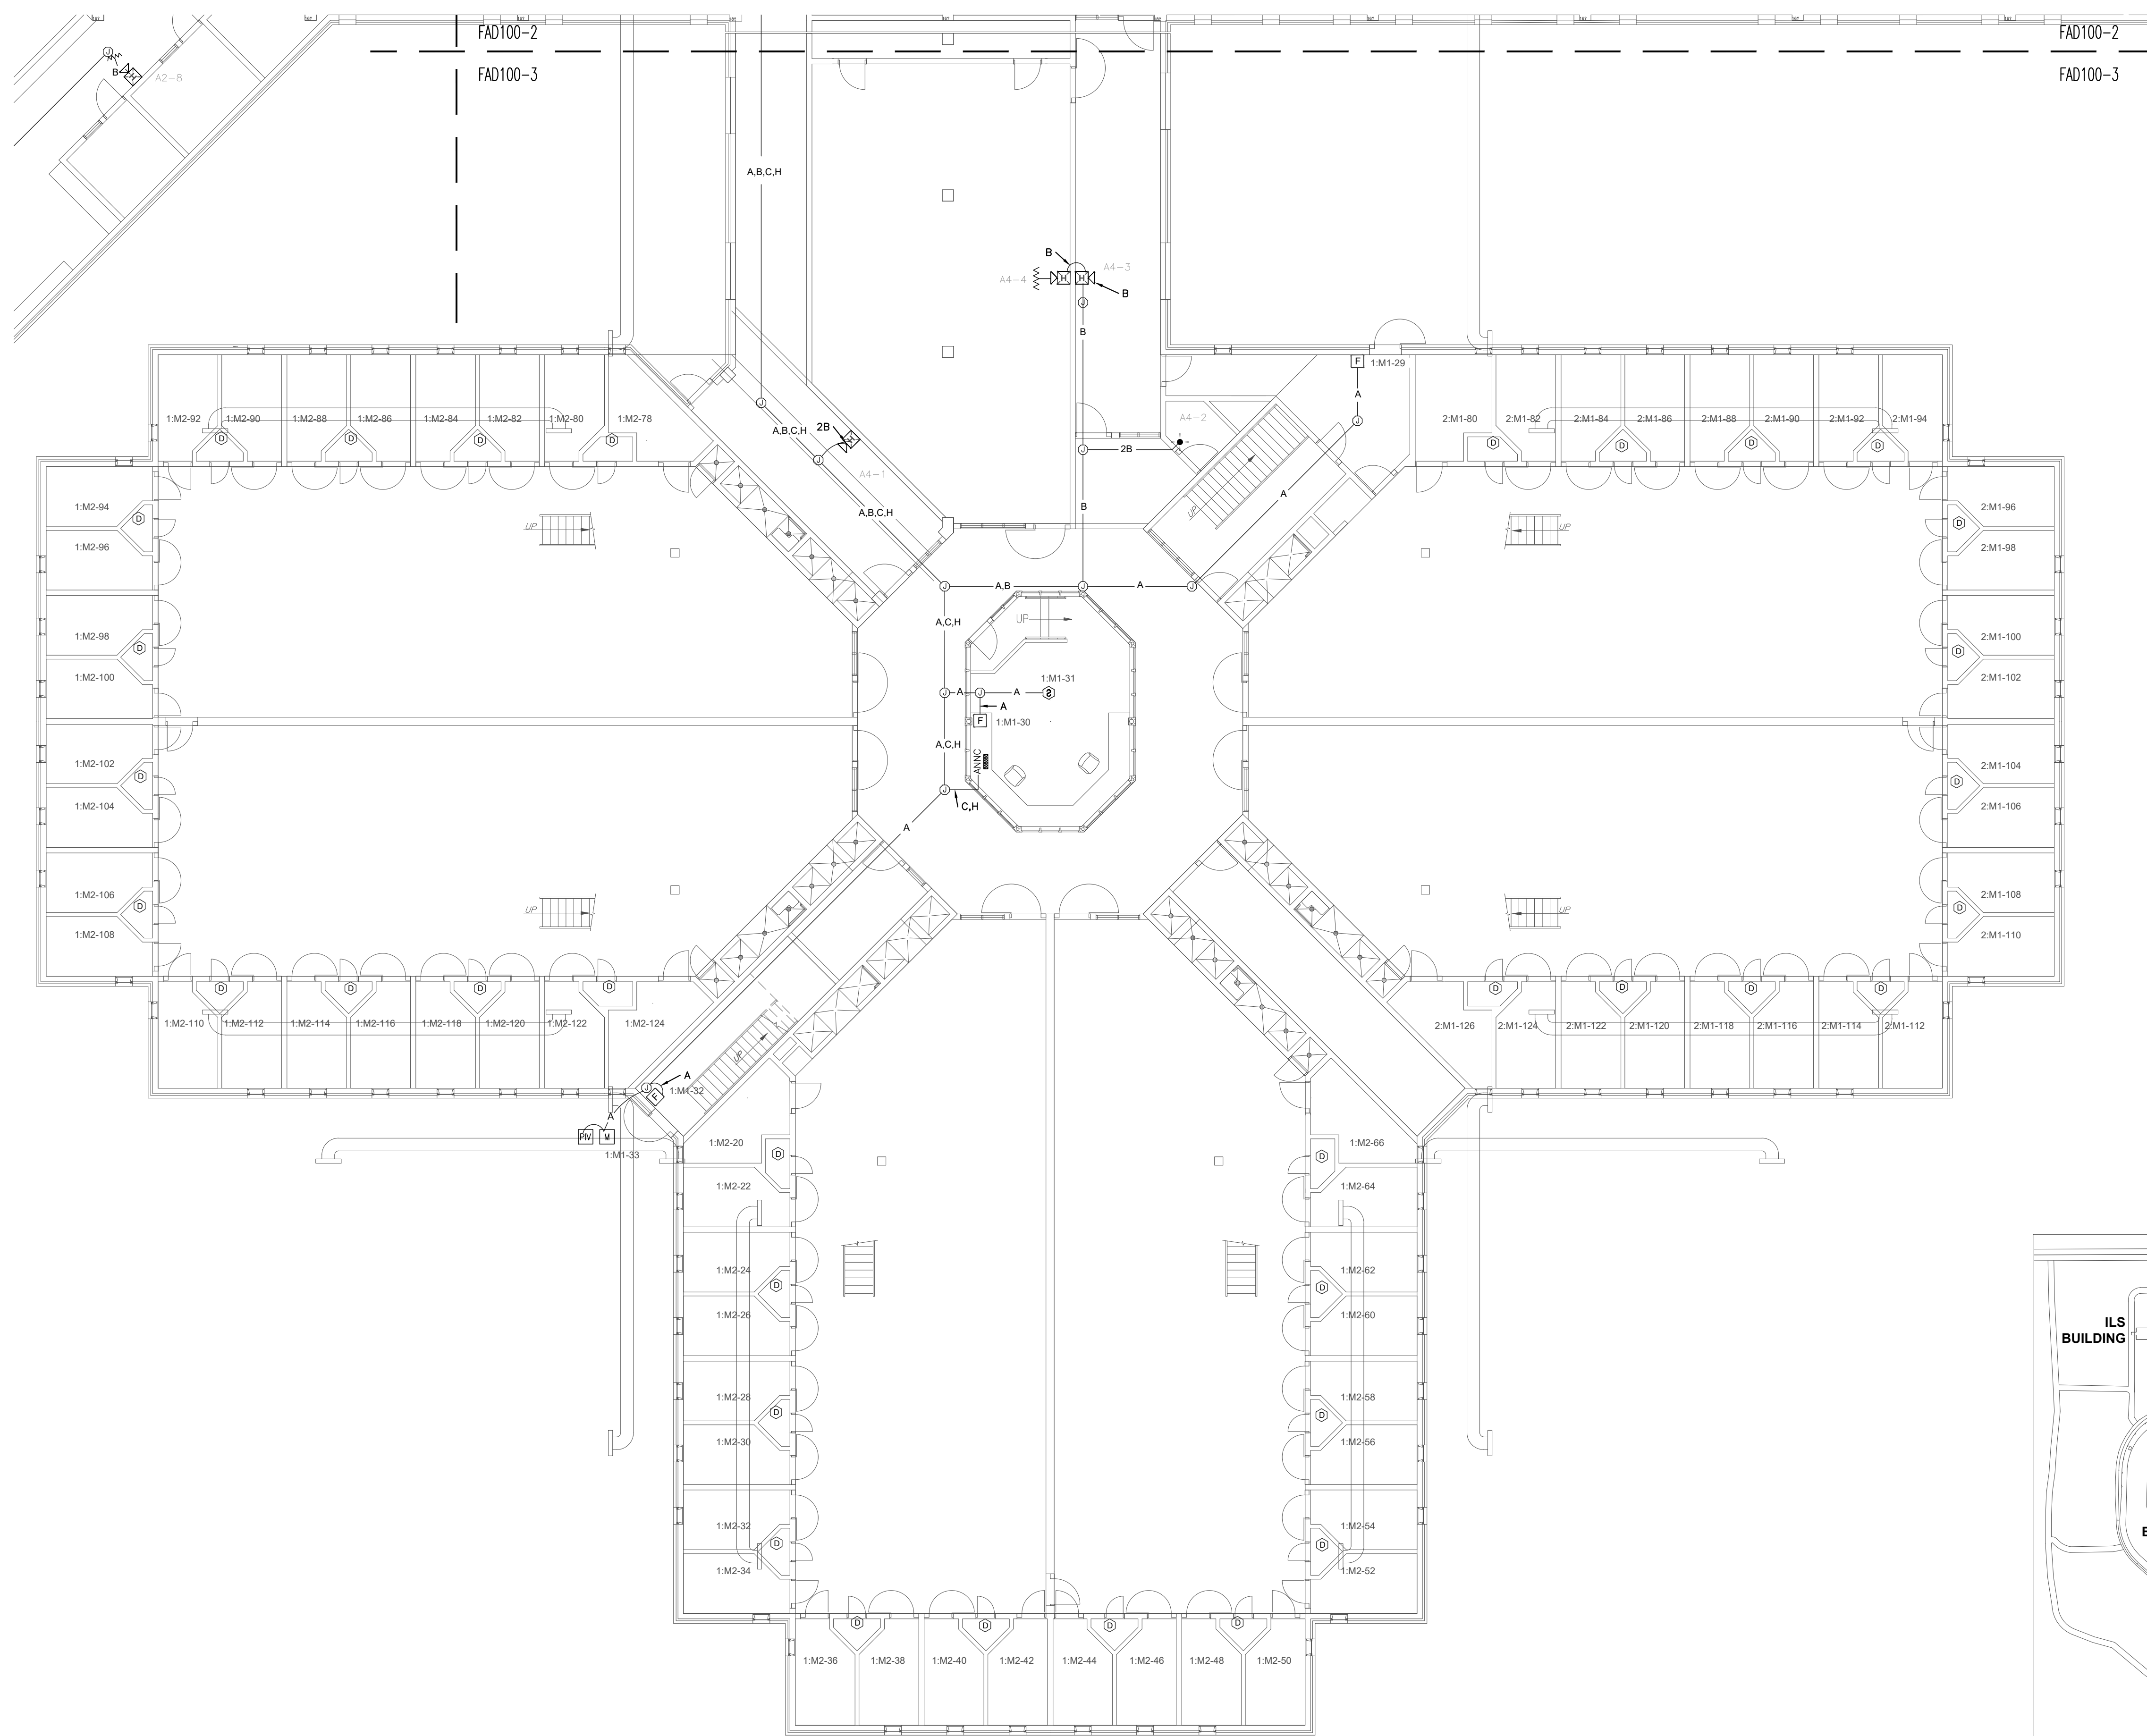 FAD100-2
FAD100-2
FAD100-3
FAD100-3
J
B
H
A2-8
A,B,C,H
B
A4-4
H
H
A4-3
B
J
B
F
1:M1-29
A
J
J
A,B,C,H
2B
H
J
A4-1
A,B,C,H
A4-2
J
2B
B
A
UP
1:M2-92
1:M2-90
1:M2-88
1:M2-86
1:M2-84
1:M2-82
1:M2-80
1:M2-78
D
D
D
D
2:M1-80
2:M1-82
2:M1-84
2:M1-86
2:M1-88
2:M1-90
2:M1-92
2:M1-94
D
D
D
D
1:M2-94
D
1:M2-96
UP
UP
2:M1-96
D
2:M1-98
J
A,B
J
A
J
A,C,H
UP
1:M2-98
D
1:M2-100
2:M1-100
D
2:M1-102
1:M1-31
J
A
J
A
S
A
F
1:M1-30
A,C,H
ANNC
J
C,H
A
1:M2-102
D
1:M2-104
2:M1-104
D
2:M1-106
1:M2-106
D
1:M2-108
UP
UP
2:M1-108
D
2:M1-110
D
D
D
D
1:M2-110
1:M2-112
1:M2-114
1:M2-116
1:M2-118
1:M2-120
1:M2-122
1:M2-124
D
D
D
D
2:M1-126
2:M1-124
2:M1-122
2:M1-120
2:M1-118
2:M1-116
2:M1-114
2:M1-112
UP
J
A
F
1:M1-32
A
PIV
M
1:M1-33
1:M2-20
D
1:M2-22
1:M2-66
D
1:M2-64
1:M2-24
D
1:M2-26
1:M2-62
D
1:M2-60
1:M2-28
D
1:M2-30
1:M2-58
D
1:M2-56
1:M2-32
D
1:M2-34
1:M2-54
D
1:M2-52
D
D
D
D
1:M2-36
1:M2-38
1:M2-40
1:M2-42
1:M2-44
1:M2-46
1:M2-48
1:M2-50
ILS
BUILDING